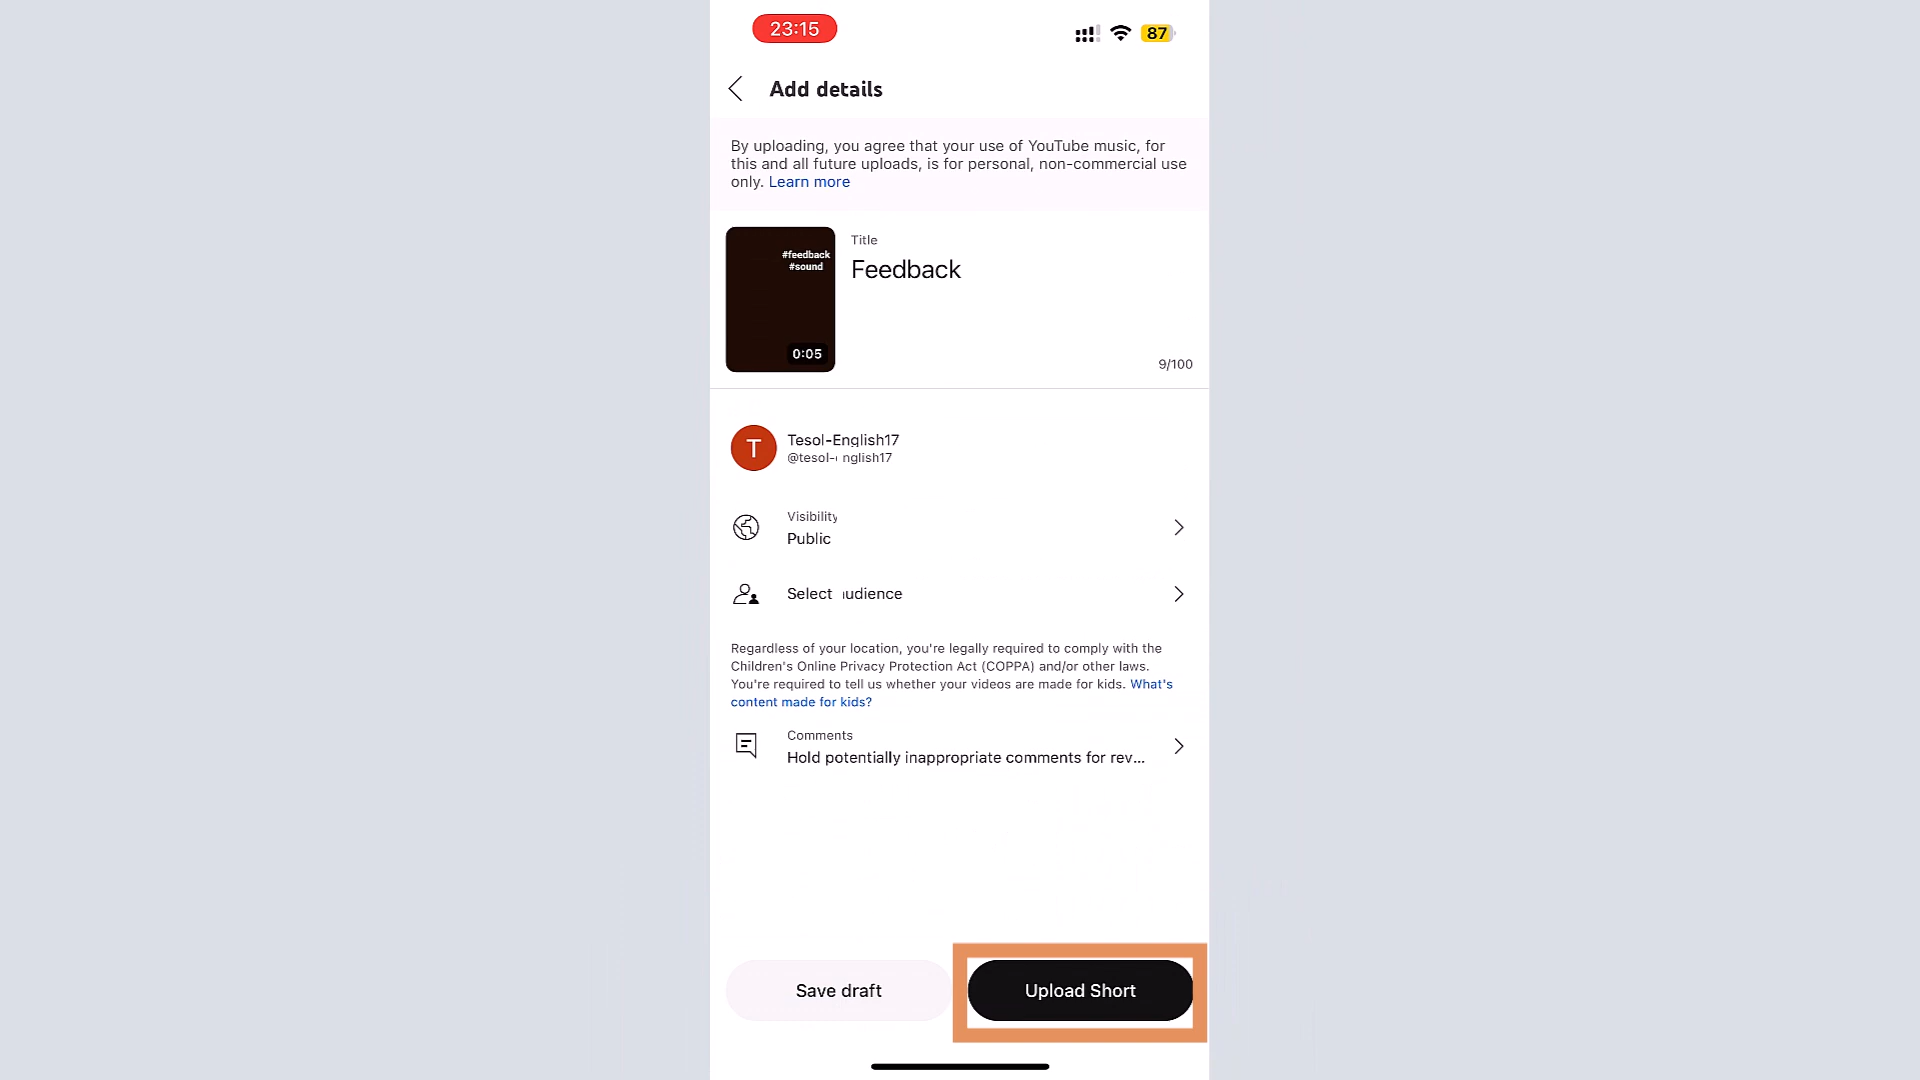 23:15
87
Add details
By uploading, you agree that your use of YouTube music, for
this and all future uploads, is for personal, non-commercial use
only. Learn more
#feedback
#sound
0:05
Title
Feedback
9/100
T
Tesol-English17
@tesol- nglish17
Visibility
Public
Select udience
Regardless of your location, you're legally required to comply with the
Children's Online Privacy Protection Act (COPPA) and/or other laws.
You're required to tell us whether your videos are made for kids. What's
content made for kids?
Comments
Hold potentially inappropriate comments for rev...
Save draft
Upload Short